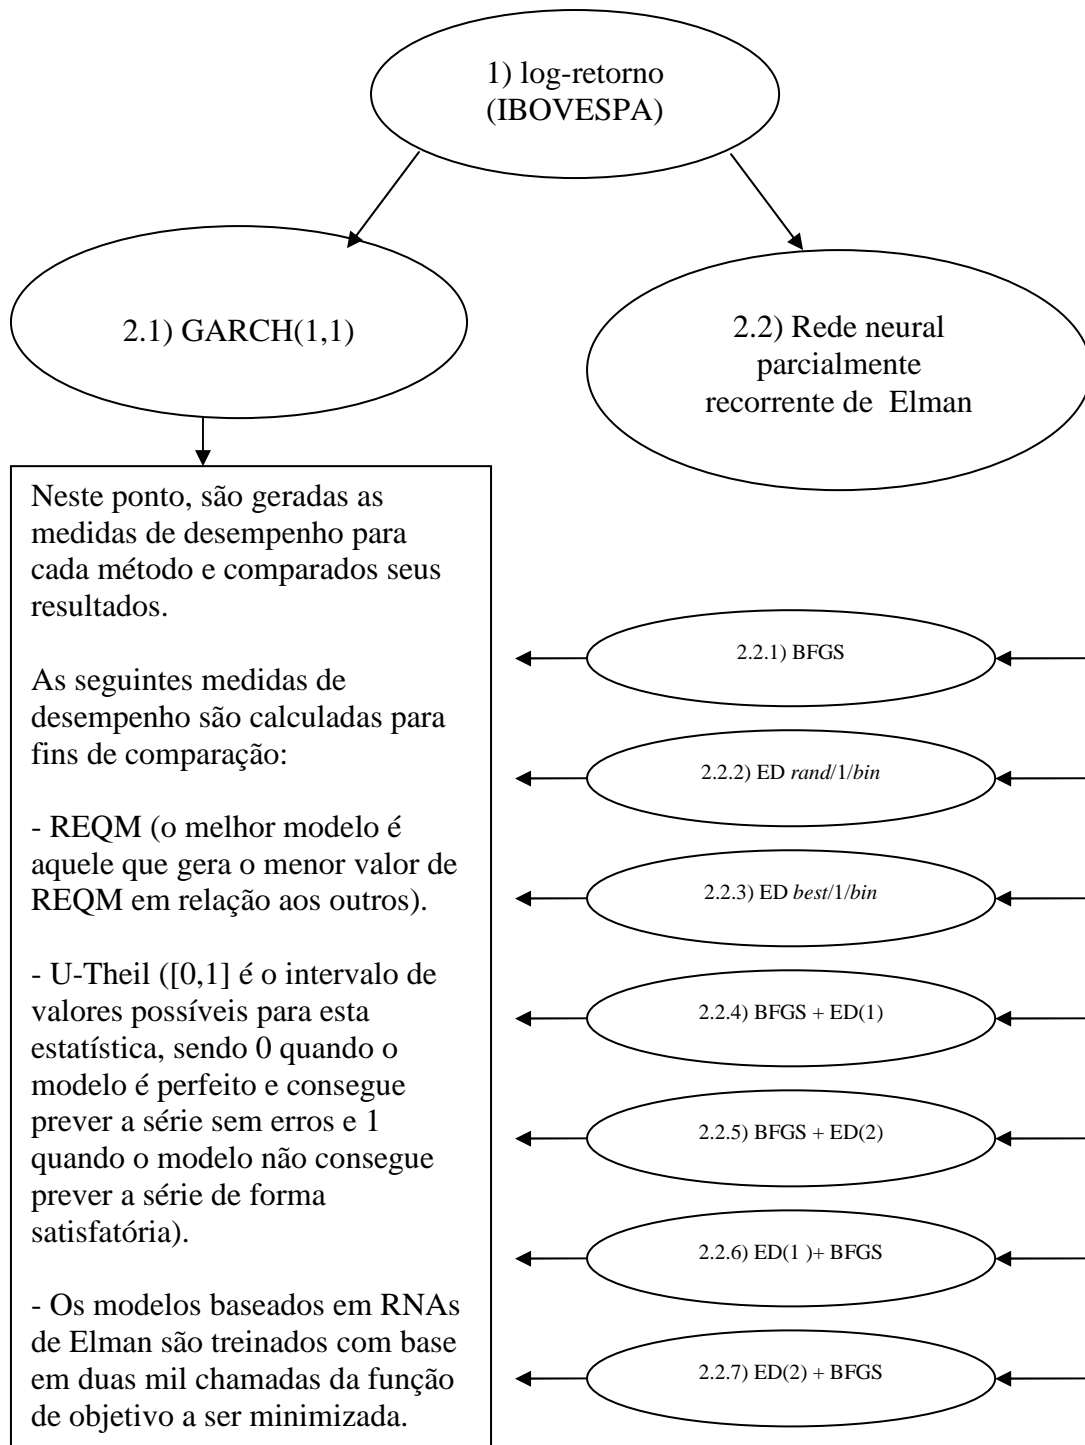 1) log-retorno
(IBOVESPA)
2.1) GARCH(1,1)
2.2) Rede neural
parcialmente
recorrente de Elman
Neste ponto, são geradas as
medidas de desempenho para
cada método e comparados seus
resultados.
As seguintes medidas de
desempenho são calculadas para
fins de comparação:
- REQM (o melhor modelo é
aquele que gera o menor valor de
REQM em relação aos outros).
- U-Theil ([0,1] é o intervalo de
valores possíveis para esta
estatística, sendo 0 quando o
modelo é perfeito e consegue
prever a série sem erros e 1
quando o modelo não consegue
prever a série de forma
satisfatória).
- Os modelos baseados em RNAs
de Elman são treinados com base
em duas mil chamadas da função
de objetivo a ser minimizada.
2.2.1) BFGS
2.2.2) ED rand/1/bin
2.2.3) ED best/1/bin
2.2.4) BFGS + ED(1)
2.2.5) BFGS + ED(2)
2.2.6) ED(1 )+ BFGS
2.2.7) ED(2) + BFGS